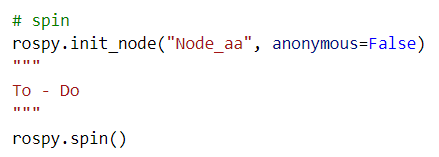 # spin
rospy.init_node("Node_aa", anonymous=False)
"""
To - Do
"""
rospy.spin()